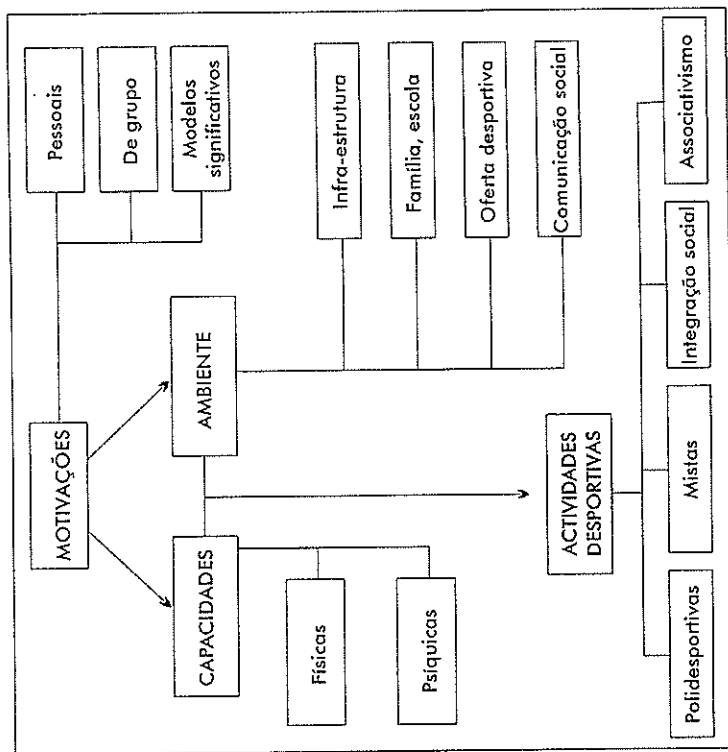 MOTIVAÇÕES
Pessoais
De grupo
Modelos
significativos
CAPACIDADES
AMBIENTE
Físicas
Psíquicas
Infra-estrutura
Família, escola
Oferta desportiva
Comunicação social
ACTIVIDADES
DESPORTIVAS
Polidesportivas
Mistas
Integração social
Associativismo